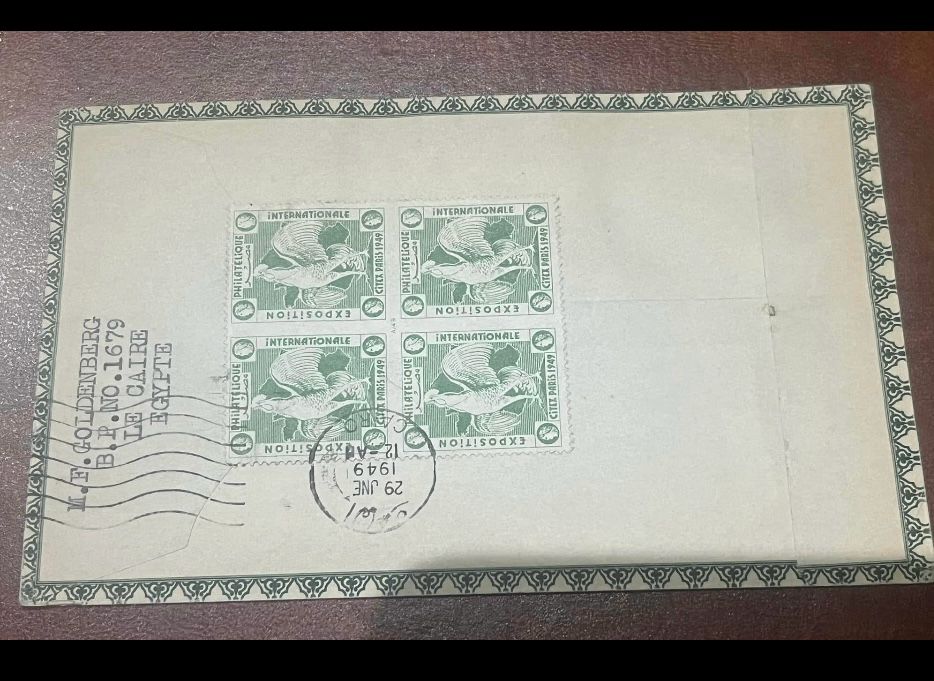 M.F.GOLDENBERG
B.P.NO.1679
LE CAIRE
EGYPTE
INTERNATIONALE
PHILATELIQUE
CITEX PARIS 1949
EXPOSITION
INTERNATIONALE
PHILATELIQUE
CITEX PARIS 1949
EXPOSITION
INTERNATIONALE
PHILATELIQUE
CITEX PARIS 1949
EXPOSITION
INTERNATIONALE
PHILATELIQUE
CITEX PARIS 1949
EXPOSITION
A49
29 JNE
1949
12-AM